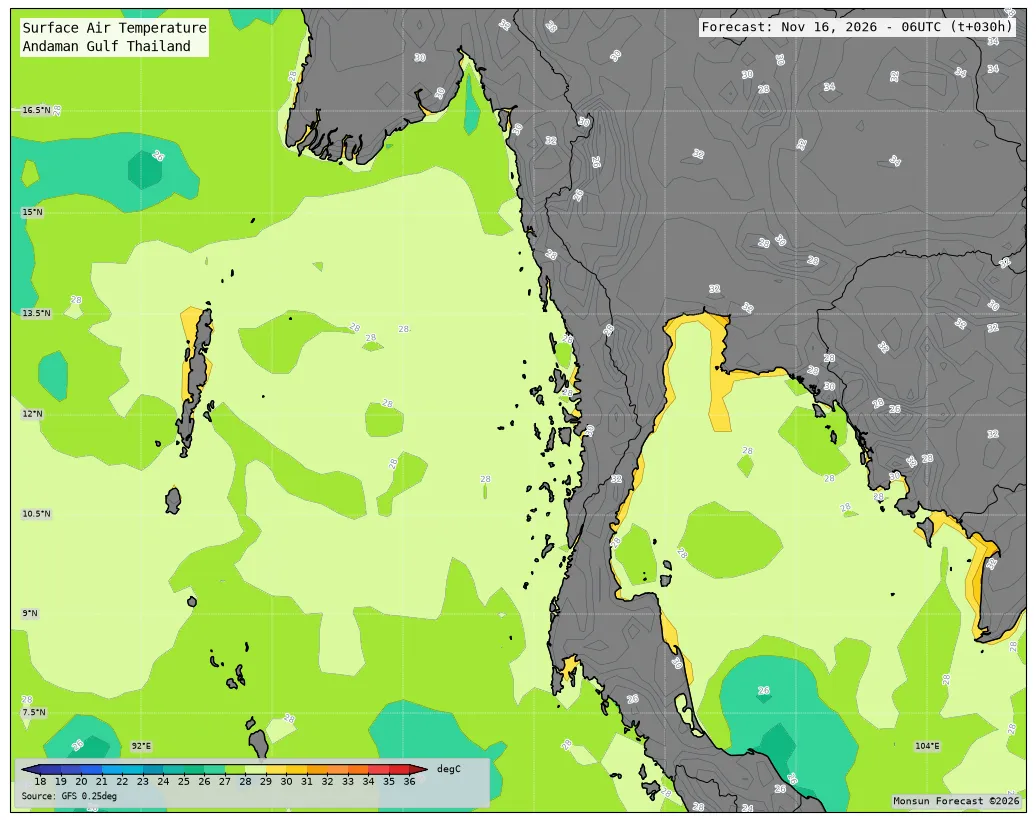 Surface Air Temperature
Andaman Gulf Thailand
Forecast: Nov 16, 2026 - 06UTC (t+030h)
16.5°N
15°N
13.5°N
12°N
10.5°N
9°N
7.5°N
92°E
104°E
degC
18 19 20 21 22 23 24 25 26 27 28 29 30 31 32 33 34 35 36
Source: GFS 0.25deg
Monsun Forecast ©2026